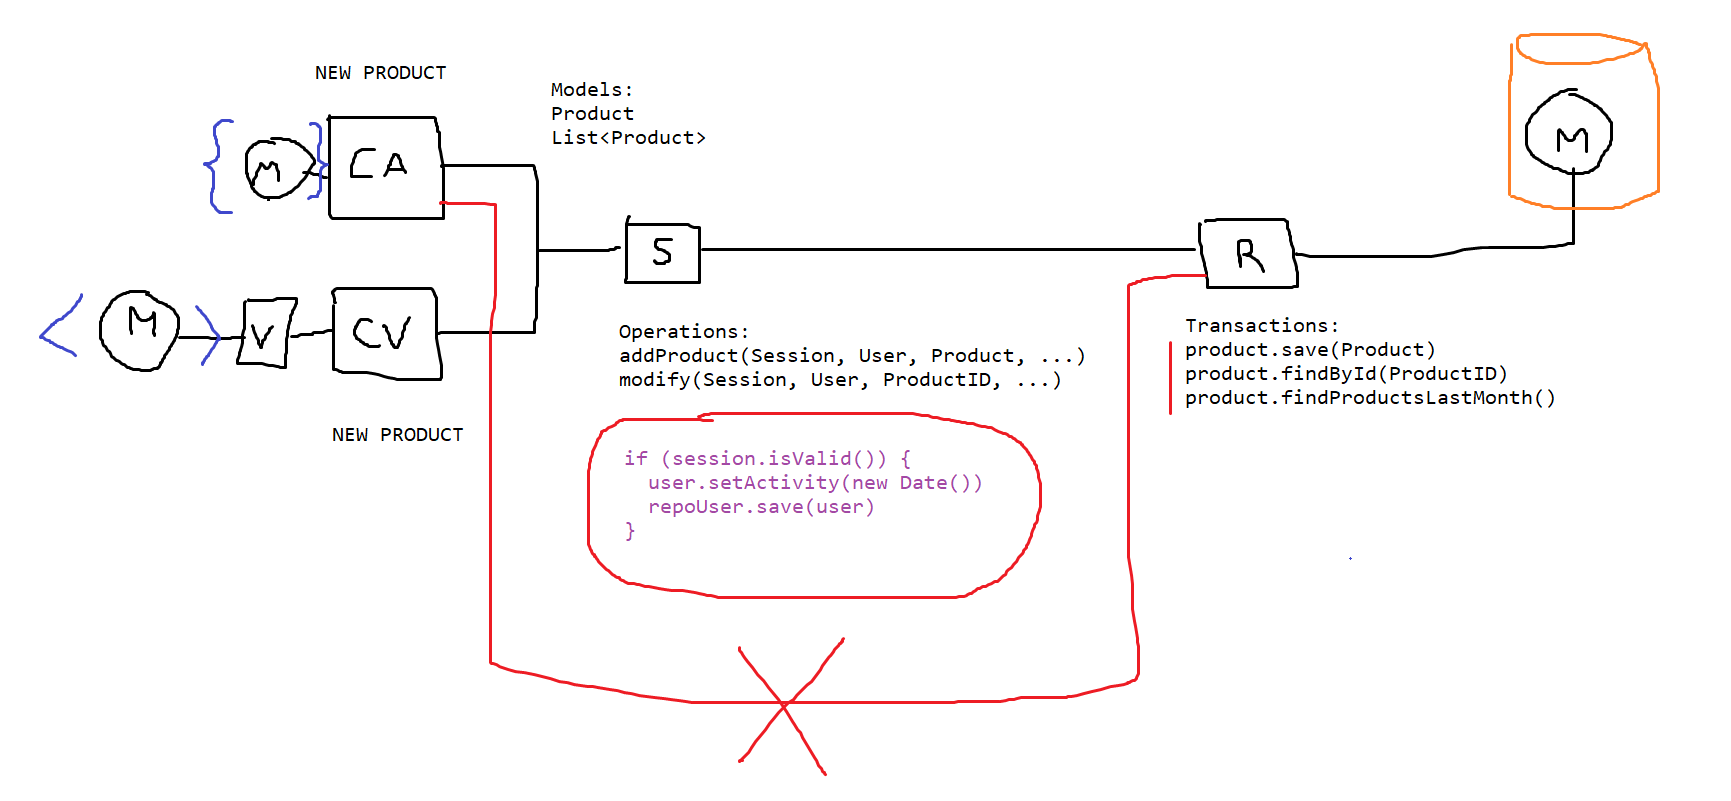 NEW PRODUCT
Models:
Product
List<Product>
{ M }
CA
M
S
R
< M >
V
CV
NEW PRODUCT
Operations:
addProduct(Session, User, Product, ...)
modify(Session, User, ProductID, ...)
Transactions:
product.save(Product)
product.findById(ProductID)
product.findProductsLastMonth()
if (session.isValid()) {
  user.setActivity(new Date())
  repoUser.save(user)
}